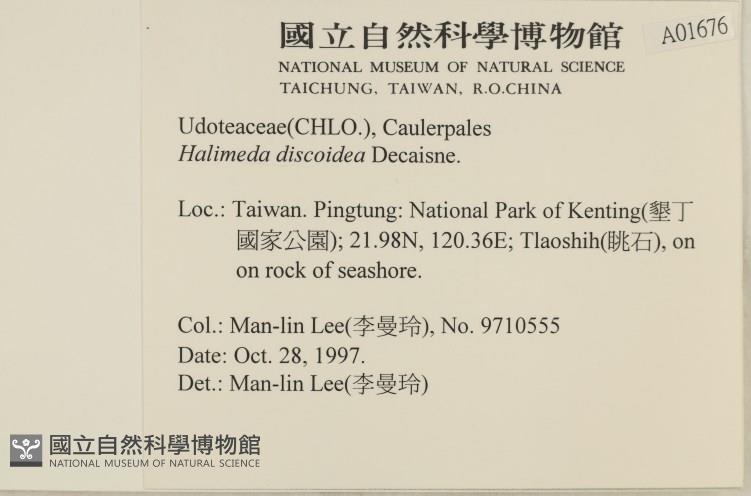 國立自然科學博物館
A01676
NATIONAL MUSEUM OF NATURAL SCIENCE
TAICHUNG, TAIWAN, R.O.CHINA
Udoteaceae(CHLO.), Caulerpales
Halimeda discoidea Decaisne.
Loc.: Taiwan. Pingtung: National Park of Kenting(墾丁
國家公園); 21.98N, 120.36E; Tlaoshih(眺石), on
on rock of seashore.
Col.: Man-lin Lee(李曼玲), No. 9710555
Date: Oct. 28, 1997.
Det.: Man-lin Lee(李曼玲)
國立自然科學博物館
NATIONAL MUSEUM OF NATURAL SCIENCE